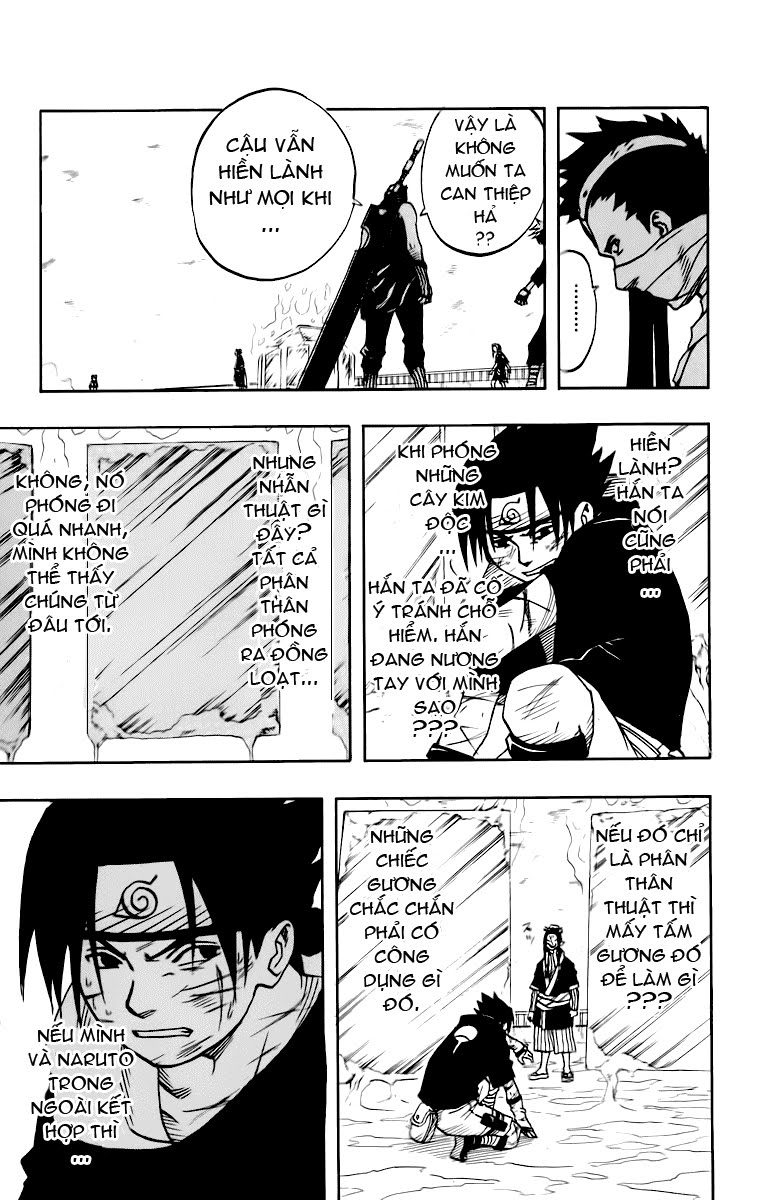 ..........
VẬY LÀ
KHÔNG
MUỐN TA
CAN THIỆP
HẢ
??
CẬU VẪN
HIỀN LÀNH
NHƯ MỌI KHI
...
HIỀN
LÀNH?
HẮN TA
NÓI
CŨNG
PHẢI
...
KHI PHÓNG
NHỮNG
CÂY KIM
ĐỘC
...
HẮN TA ĐÃ CÓ
Ý TRÁNH CHỖ
HIỂM. HẮN
ĐANG NƯƠNG
TAY VỚI MÌNH
SAO
???
NHƯNG
NHẪN
THUẬT GÌ
ĐÂY?
TẤT CẢ
PHÂN
THÂN
PHÓNG
RA ĐỒNG
LOẠT...
KHÔNG, NÓ
PHÓNG ĐI
QUÁ NHANH,
MÌNH KHÔNG
THỂ THẤY
CHÚNG TỪ
ĐÂU TỚI.
NẾU ĐÓ CHỈ
LÀ PHÂN
THÂN
THUẬT THÌ
MẤY TẤM
GƯƠNG ĐÓ
ĐỂ LÀM GÌ
???
NHỮNG
CHIẾC
GƯƠNG
CHẮC CHẮN
PHẢI CÓ
CÔNG
DỤNG GÌ
ĐÓ.
NẾU MÌNH
VÀ NARUTO
TRONG
NGOÀI KẾT
HỢP THÌ
...